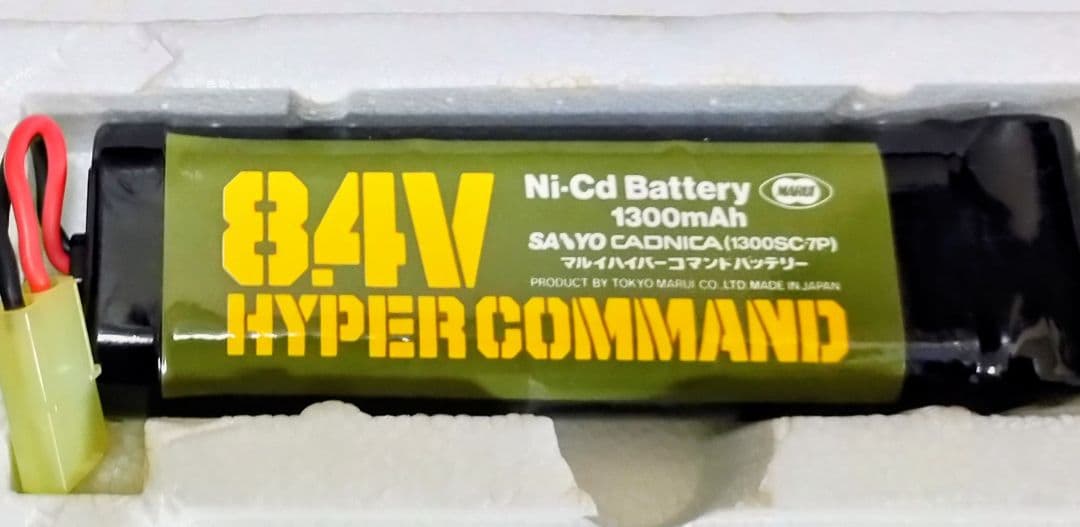 8.4V
Ni-Cd Battery MARUI
1300mAh
SANYO CADNICA (1300SC-7P)
マルイハイパーコマンドバッテリー
PRODUCT BY TOKYO MARUI CO.,LTD. MADE IN JAPAN
HYPER COMMAND